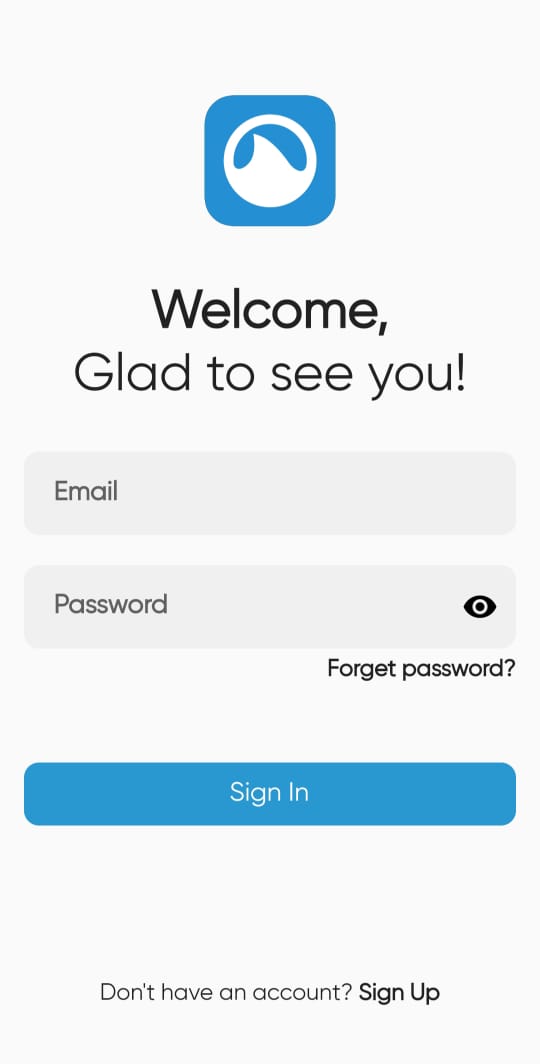 Welcome,
Glad to see you!
Email
Password
Forget password?
Sign In
Don't have an account? Sign Up